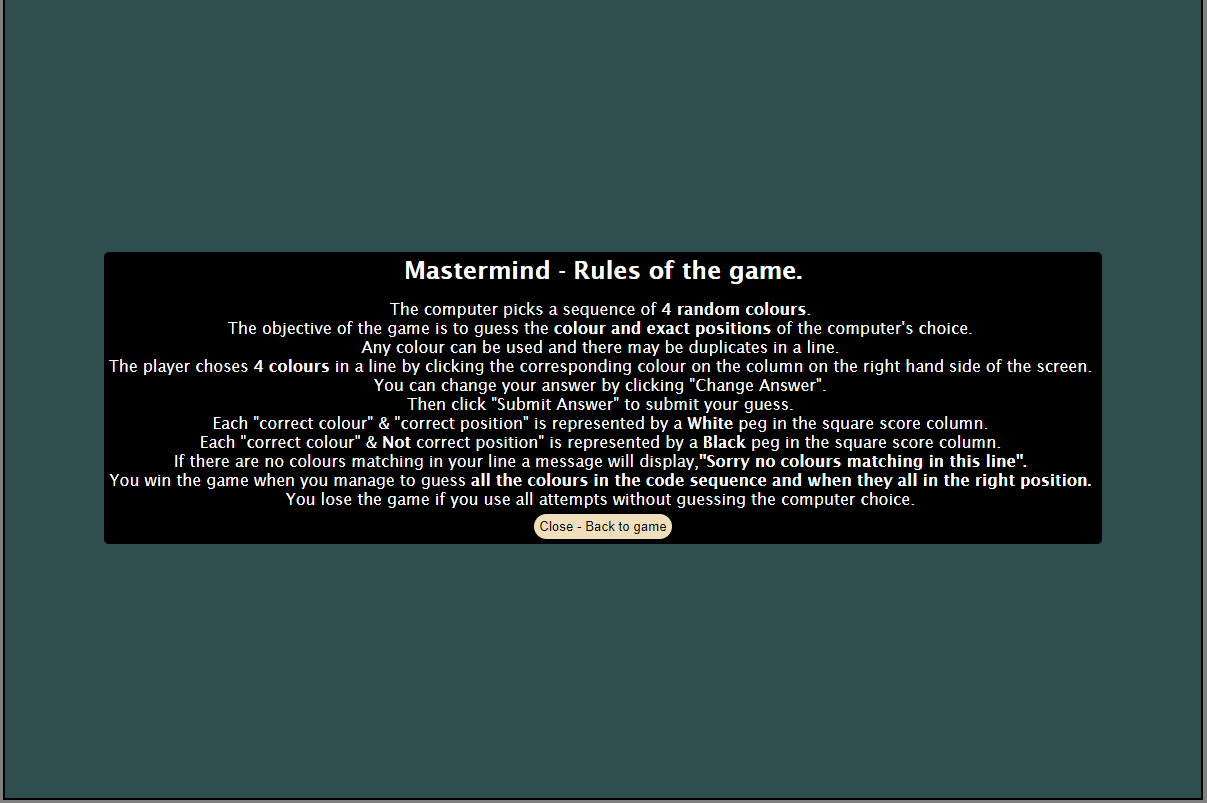 Mastermind - Rules of the game.
The computer picks a sequence of 4 random colours.
The objective of the game is to guess the colour and exact positions of the computer's choice.
Any colour can be used and there may be duplicates in a line.
The player choses 4 colours in a line by clicking the corresponding colour on the column on the right hand side of the screen.
You can change your answer by clicking "Change Answer".
Then click "Submit Answer" to submit your guess.
Each "correct colour" & "correct position" is represented by a White peg in the square score column.
Each "correct colour" & Not correct position" is represented by a Black peg in the square score column.
If there are no colours matching in your line a message will display,"Sorry no colours matching in this line".
You win the game when you manage to guess all the colours in the code sequence and when they all in the right position.
You lose the game if you use all attempts without guessing the computer choice.
Close - Back to game